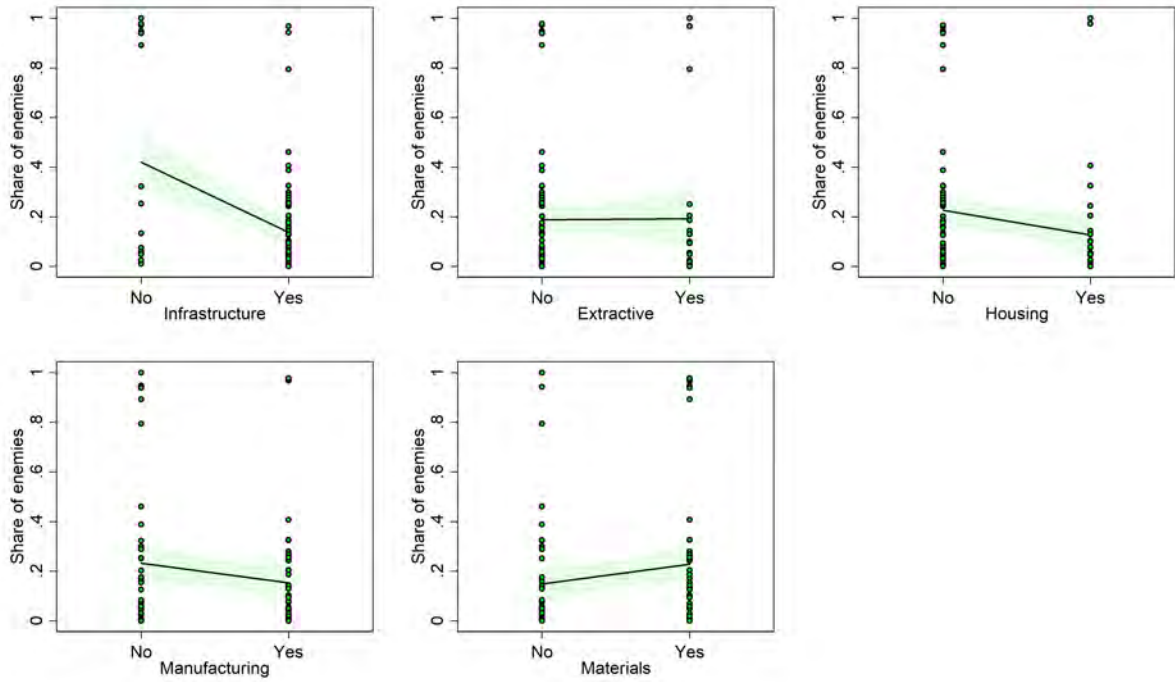 Share of enemies
1
.8
.6
.4
.2
0
No Yes
Infrastructure
Share of enemies
1
.8
.6
.4
.2
0
No Yes
Extractive
Share of enemies
1
.8
.6
.4
.2
0
No Yes
Housing
Share of enemies
1
.8
.6
.4
.2
0
No Yes
Manufacturing
Share of enemies
1
.8
.6
.4
.2
0
No Yes
Materials